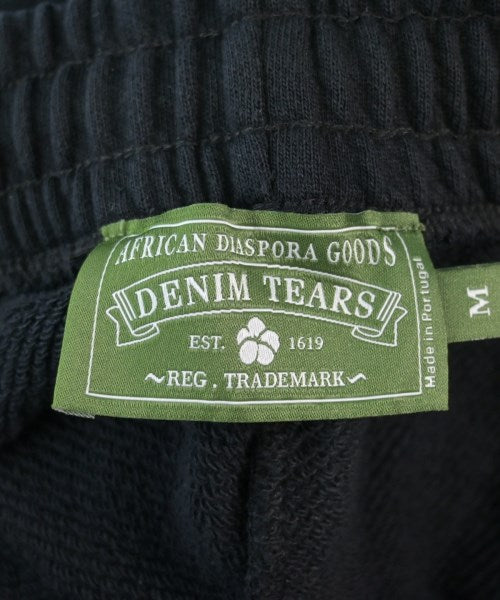 AFRICAN DIASPORA GOODS
DENIM TEARS
EST. 1619
~REG. TRADEMARK~
Made in Portugal
M